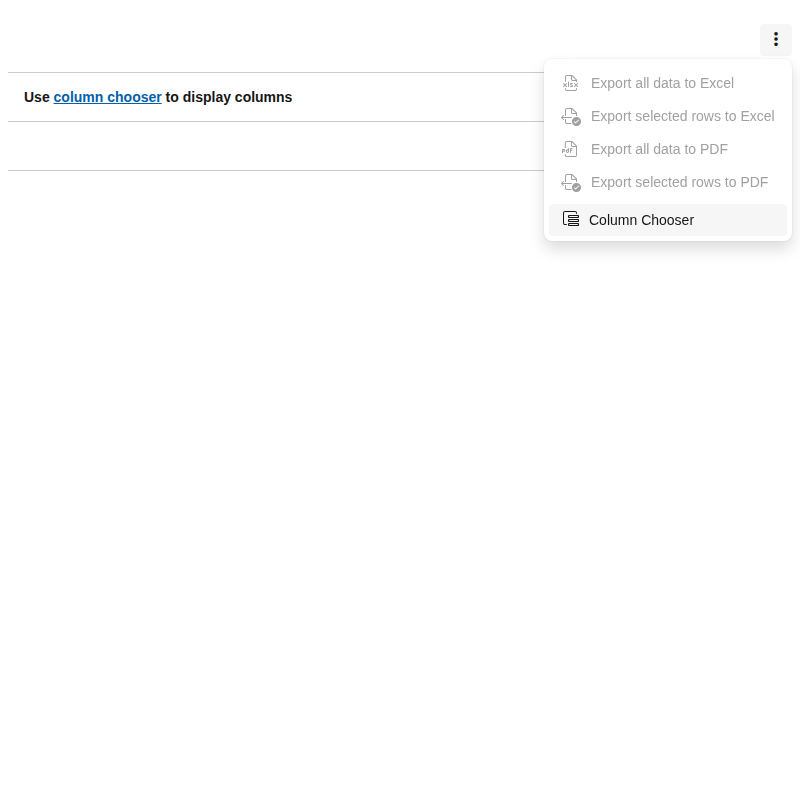 Use column chooser to display columns
Export all data to Excel
Export selected rows to Excel
Export all data to PDF
Export selected rows to PDF
Column Chooser